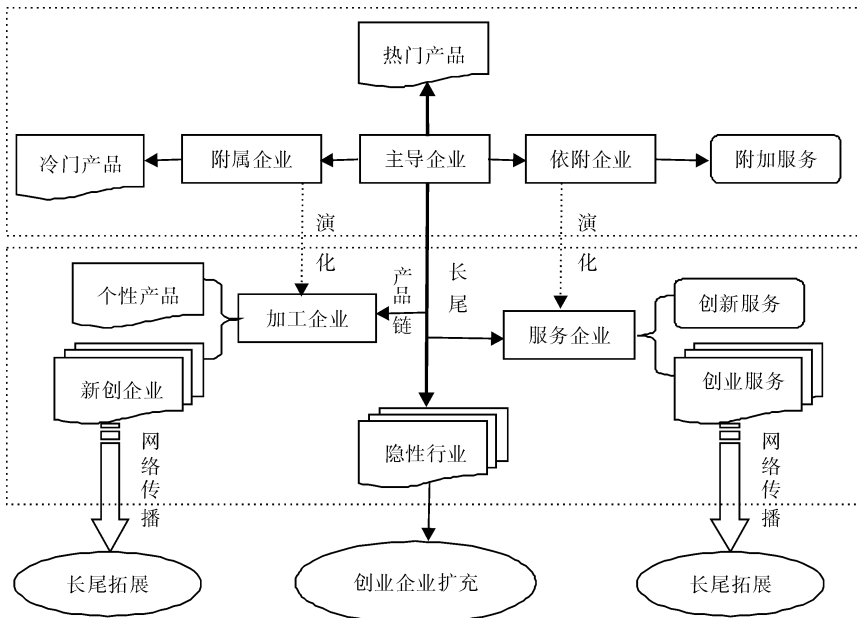 热门产品
冷门产品
附属企业
主导企业
依附企业
附加服务
演化
演化
个性产品
加工企业
产品链
长尾
服务企业
创新服务
新创企业
创业服务
隐性行业
网络传播
网络传播
长尾拓展
创业企业扩充
长尾拓展